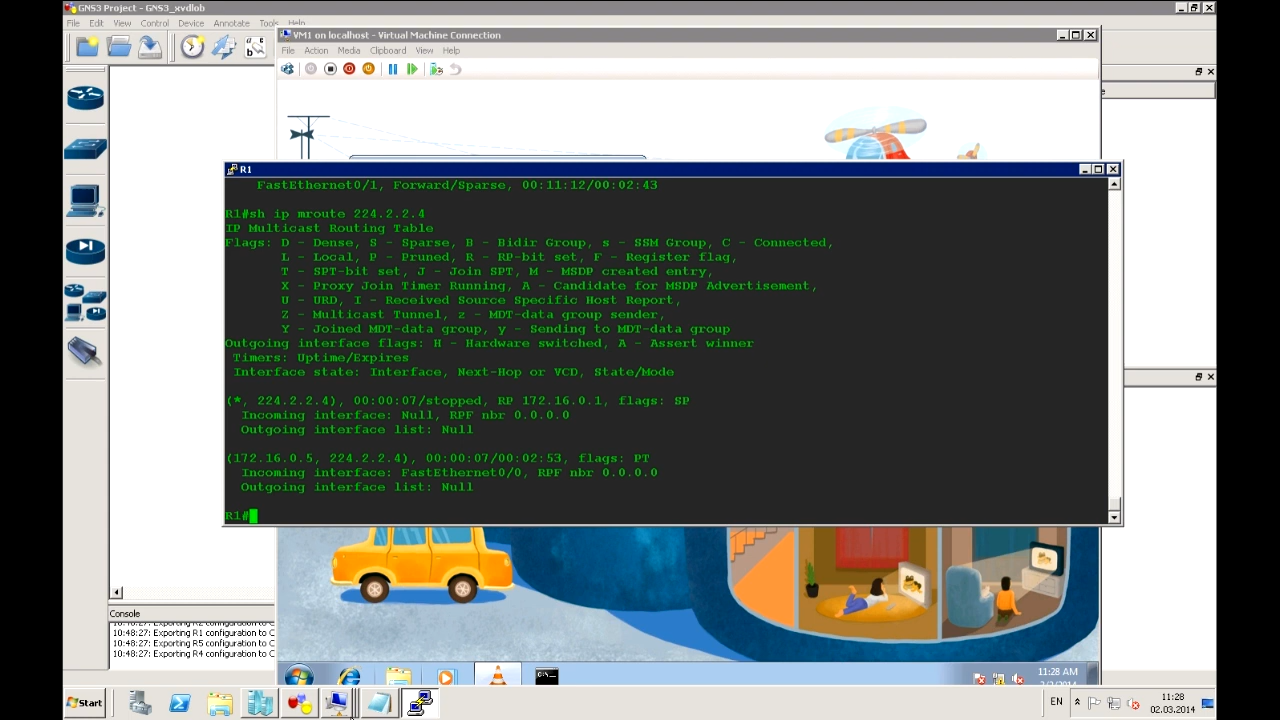 GNS3 Project - GNS3_xvdlob
File Edit View Control Device Annotate Tools Help
VM1 on localhost - Virtual Machine Connection
File Action Media Clipboard View Help
R1
FastEthernet0/1, Forward/Sparse, 00:11:12/00:02:43
R1#sh ip mroute 224.2.2.4
IP Multicast Routing Table
Flags: D - Dense, S - Sparse, B - Bidir Group, s - SSM Group, C - Connected,
L - Local, P - Pruned, R - RP-bit set, F - Register flag,
T - SPT-bit set, J - Join SPT, M - MSDP created entry,
X - Proxy Join Timer Running, A - Candidate for MSDP Advertisement,
U - URD, I - Received Source Specific Host Report,
Z - Multicast Tunnel, z - MDT-data group sender,
Y - Joined MDT-data group, y - Sending to MDT-data group
Outgoing interface flags: H - Hardware switched, A - Assert winner
Timers: Uptime/Expires
Interface state: Interface, Next-Hop or VCD, State/Mode
(*, 224.2.2.4), 00:00:07/stopped, RP 172.16.0.1, flags: SP
Incoming interface: Null, RPF nbr 0.0.0.0
Outgoing interface list: Null
(172.16.0.5, 224.2.2.4), 00:00:07/00:02:53, flags: PT
Incoming interface: FastEthernet0/0, RPF nbr 0.0.0.0
Outgoing interface list: Null
R1#
Console
10:48:27: Exporting R2 configuration to C
10:48:27: Exporting R1 configuration to C
10:48:27: Exporting R5 configuration to C
10:48:27: Exporting R4 configuration to C
11:28 AM
Start
EN
11:28
02.03.2014